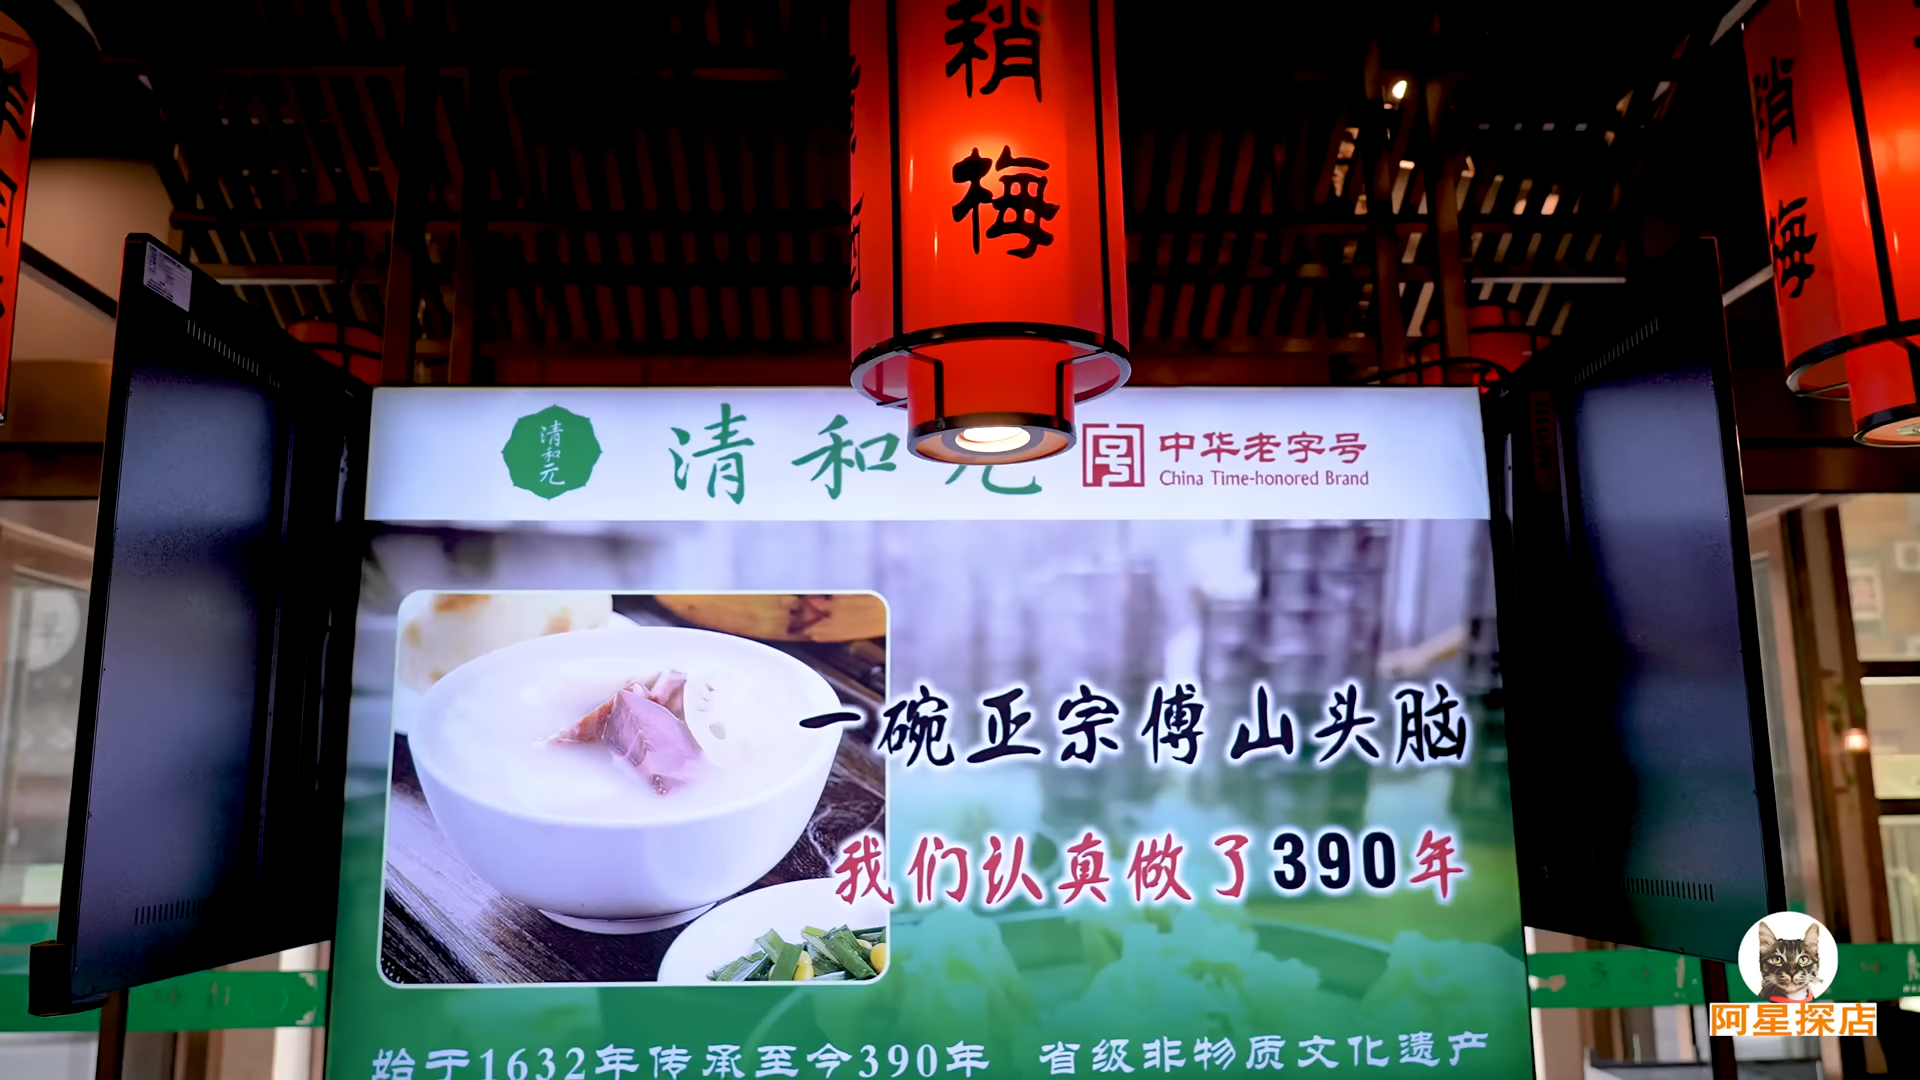 稍梅
稍梅
清和元
清和元
中华老字号
China Time-honored Brand
一碗正宗傅山头脑
我们认真做了390年
始于1632年传承至今390年 省级非物质文化遗产
阿星探店